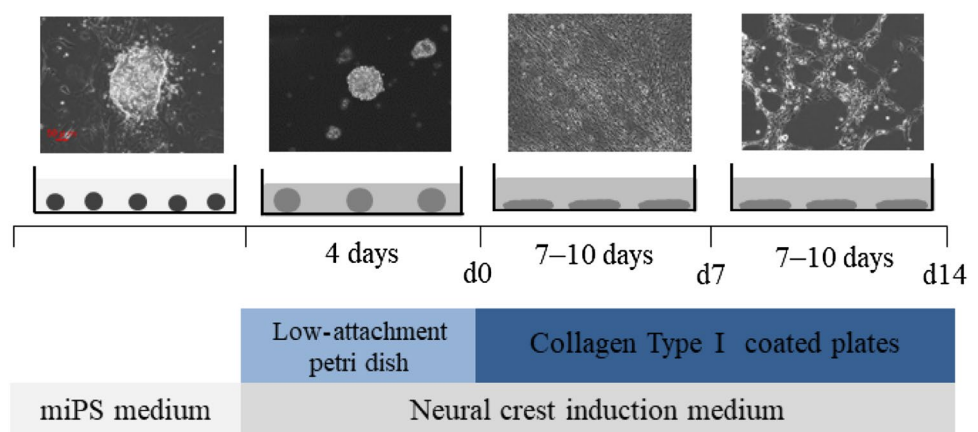 4 days
7–10 days
7–10 days
d0
d7
d14
Low-attachment
petri dish
Collagen Type I coated plates
miPS medium
Neural crest induction medium